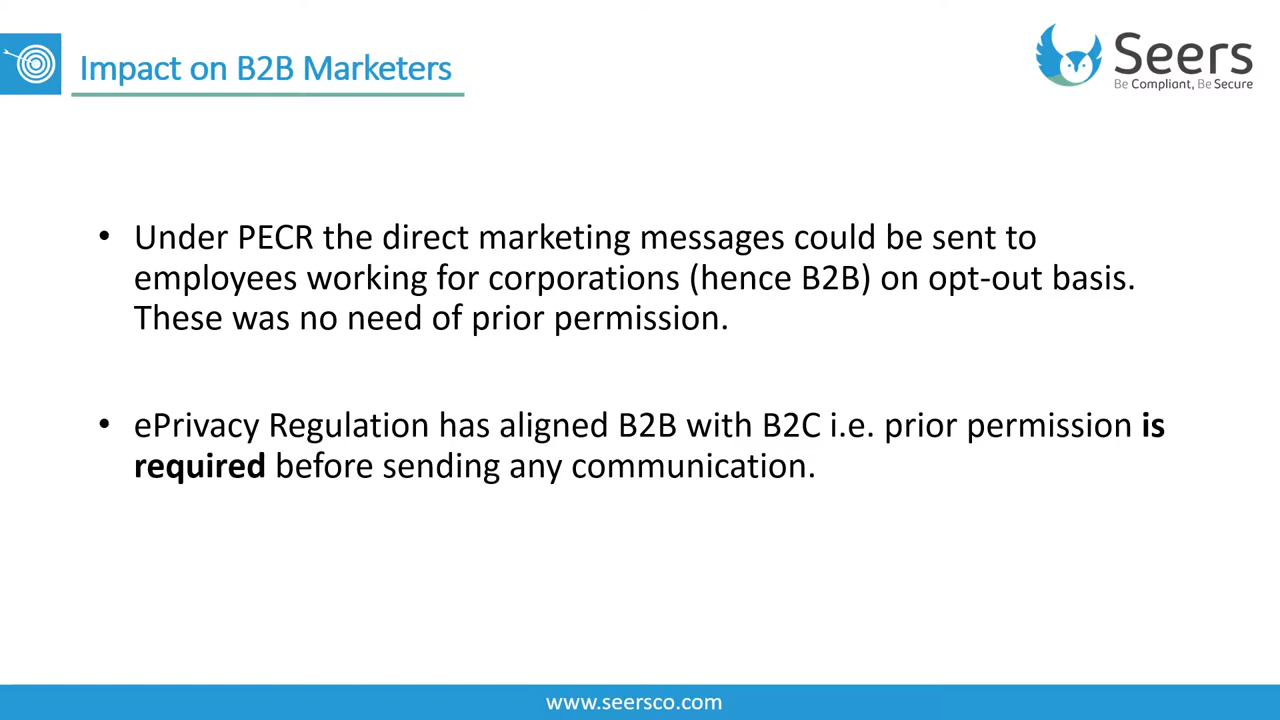 Impact on B2B Marketers
Seers
Be Compliant, Be Secure
• Under PECR the direct marketing messages could be sent to
employees working for corporations (hence B2B) on opt-out basis.
These was no need of prior permission.
• ePrivacy Regulation has aligned B2B with B2C i.e. prior permission is
required before sending any communication.
www.seersco.com